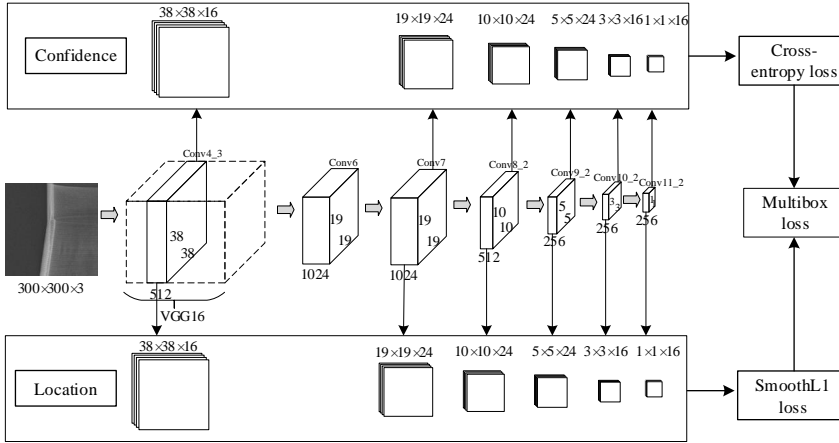 38×38×16
19×19×24
10×10×24
5×5×24
3×3×16
1×1×16
Confidence
Cross-
entropy loss
Conv4_3
Conv6
Conv7
Conv8_2
Conv9_2
Conv10_2
Conv11_2
38
38
19
19
19
19
10
10
5
5
3
3
1
300×300×3
512
1024
1024
512
256
256
256
VGG16
Multibox
loss
38×38×16
19×19×24
10×10×24
5×5×24
3×3×16
1×1×16
Location
SmoothL1
loss